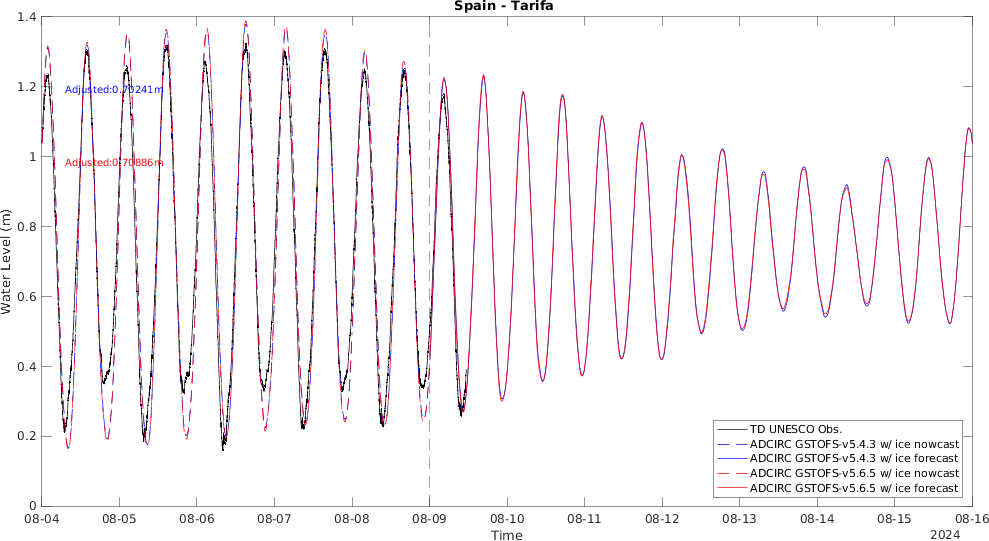 Spain - Tarifa
1.4
1.2
1
0.8
0.6
0.4
0.2
0
Water Level (m)
Adjusted:0.70241m
Adjusted:0.70886m
TD UNESCO Obs.
ADCIRC GSTOFS-v5.4.3 w/ ice nowcast
ADCIRC GSTOFS-v5.4.3 w/ ice forecast
ADCIRC GSTOFS-v5.6.5 w/ ice nowcast
ADCIRC GSTOFS-v5.6.5 w/ ice forecast
08-04 08-05 08-06 08-07 08-08 08-09 08-10 08-11 08-12 08-13 08-14 08-15 08-16
Time
2024